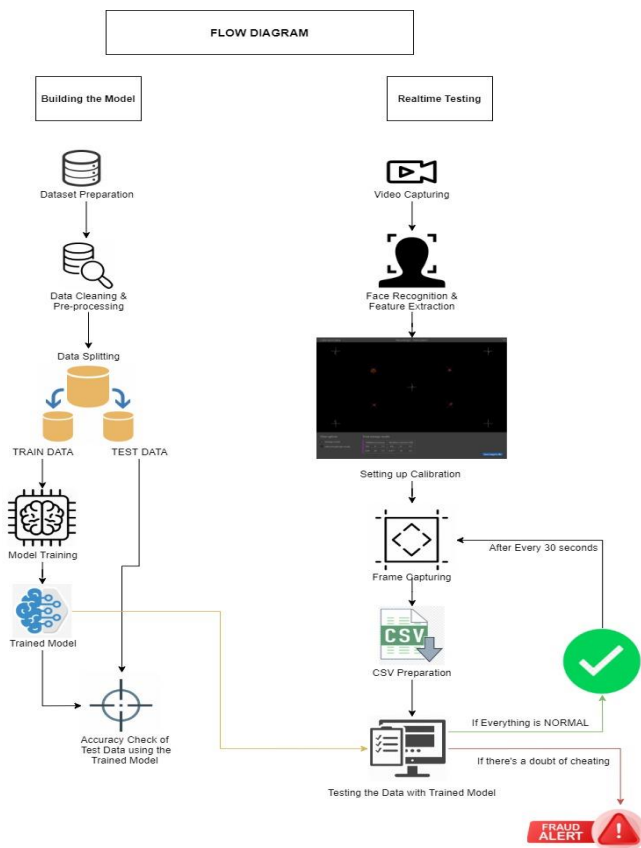 FLOW DIAGRAM
Building the Model
Dataset Preparation
Data Cleaning &
Pre-processing
Data Splitting
TRAIN DATA
TEST DATA
Model Training
Trained Model
Accuracy Check of
Test Data using the
Trained Model
Realtime Testing
Video Capturing
Face Recognition &
Feature Extraction
Setting up Calibration
Frame Capturing
After Every 30 seconds
CSV
CSV Preparation
If Everything is NORMAL
If there's a doubt of cheating
Testing the Data with Trained Model
FRAUD
ALERT